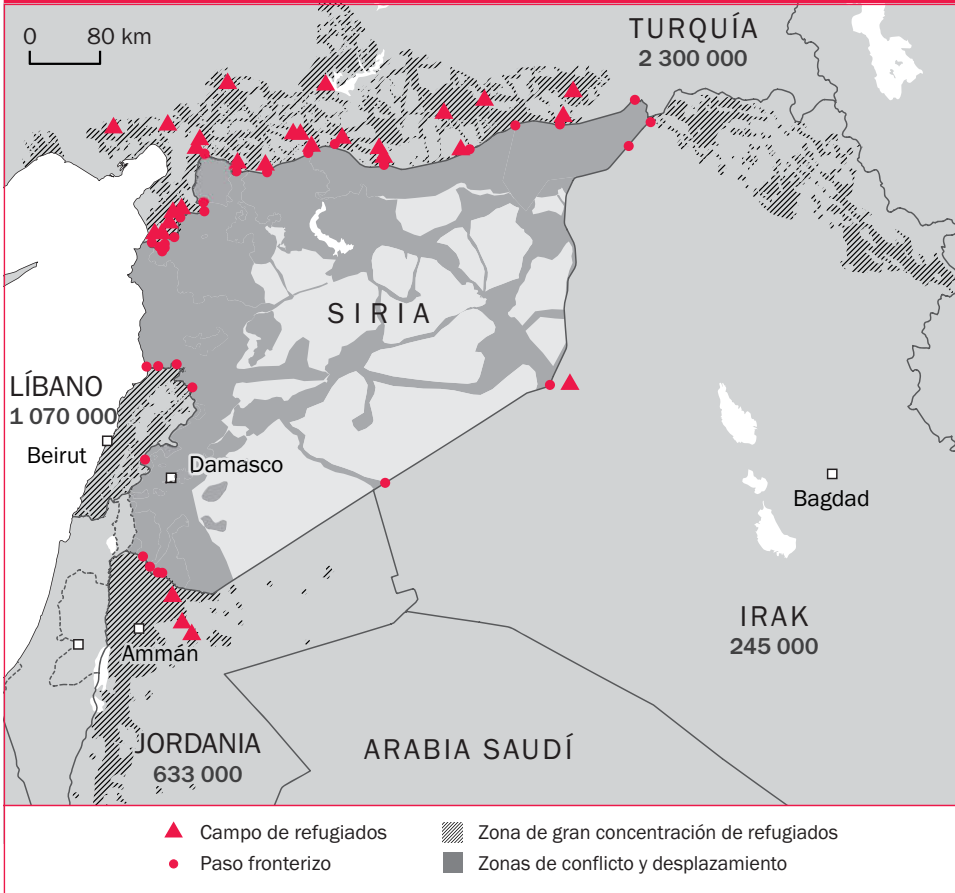 0 80 km
TURQUÍA
2 300 000
SIRIA
LÍBANO
1 070 000
Beirut
Damasco
Bagdad
IRAK
245 000
Ammán
JORDANIA
633 000
ARABIA SAUDÍ
Campo de refugiados
Zona de gran concentración de refugiados
Paso fronterizo
Zonas de conflicto y desplazamiento